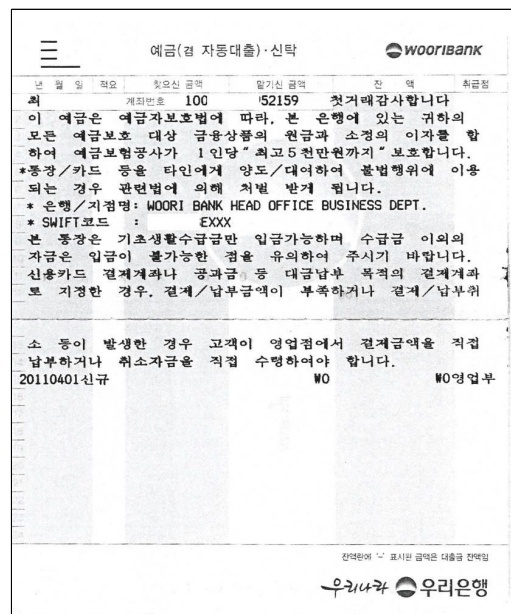 예금(겸 자동대출)·신탁 WOORIBANK
년 월 일 적요 찾으신 금액 맡기신 금액 잔 액 취급점
최 계좌번호 100 52159 첫거래감사합니다
이 예금은 예금자보호법에 따라, 본 은행에 있는 귀하의
모든 예금보호 대상 금융상품의 원금과 소정의 이자를 합
하여 예금보험공사가 1인당"최고5천만원까지"보호합니다.
*통장/카드 등을 타인에게 양도/대여하여 불법행위에 이용
되는 경우 관련법에 의해 처벌 받게 됩니다.
* 은행/지점명: WOORI BANK HEAD OFFICE BUSINESS DEPT.
* SWIFT코드 : EXXX
본 통장은 기초생활수급금만 입금가능하며 수급금 이외의
자금은 입금이 불가능한 점을 유의하여 주시기 바랍니다.
신용카드 결제계좌나 공과금 등 대금납부 목적의 결제계좌
로 지정한 경우, 결제/납부금액이 부족하거나 결제/납부취
소 등이 발생한 경우 고객이 영업점에서 결제금액을 직접
납부하거나 취소자금을 직접 수령하여야 합니다.
20110401신규 ₩0 ₩0영업부
잔액란에 '-' 표시된 금액은 대출금 잔액임
우리나라 우리은행